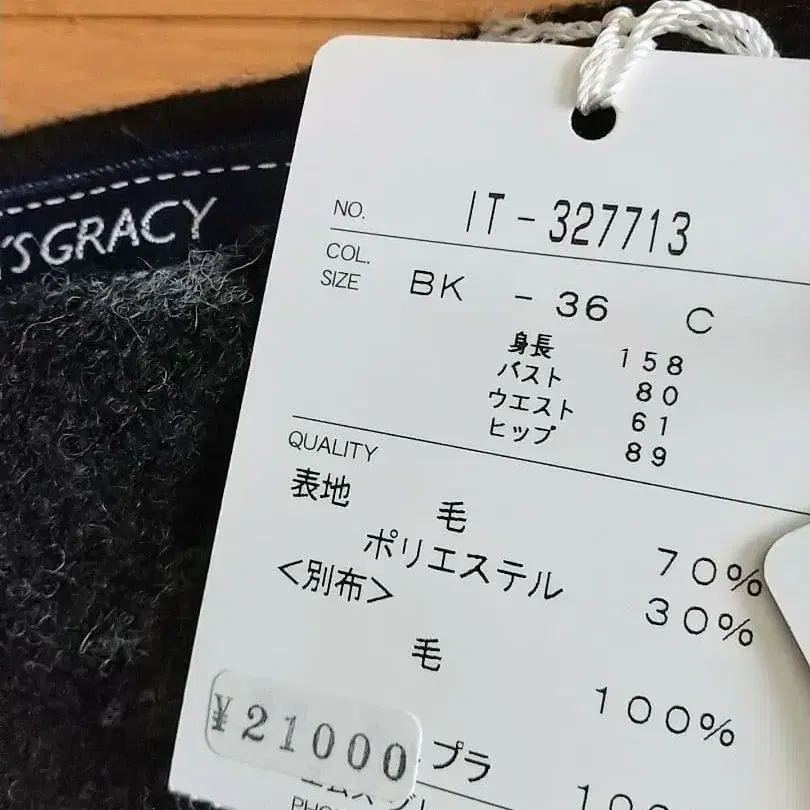 'S GRACY
NO. IT-327713
COL. SIZE BK -36 C
身長 158
バスト 80
ウエスト 61
ヒップ 89
QUALITY
表地 毛 70%
ポリエステル 30%
<別布>
毛 100%
¥21000
プラ